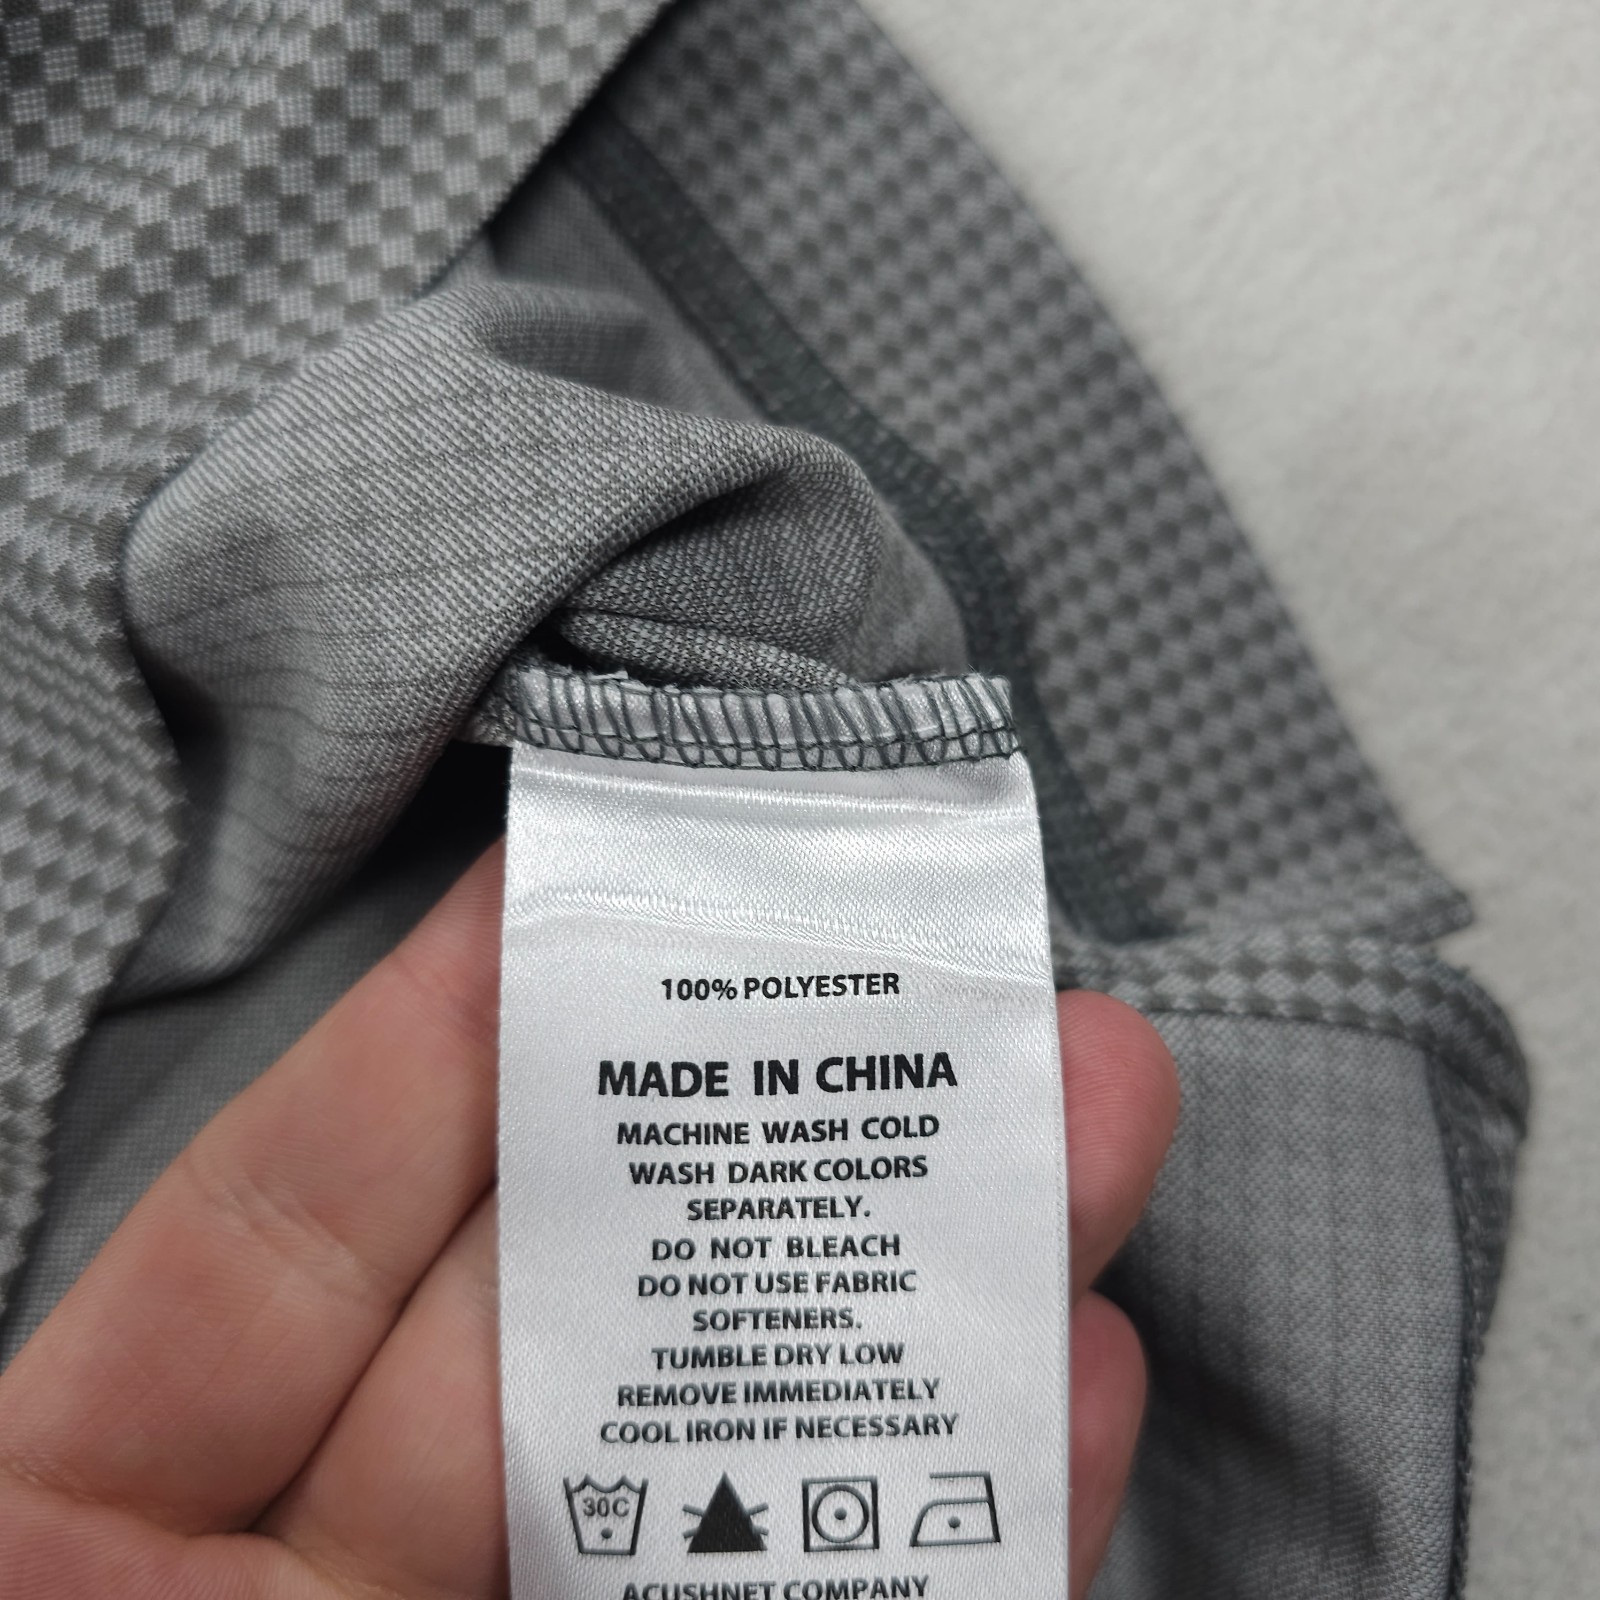 100% POLYESTER
MADE IN CHINA
MACHINE WASH COLD
WASH DARK COLORS
SEPARATELY.
DO NOT BLEACH
DO NOT USE FABRIC
SOFTENERS.
TUMBLE DRY LOW
REMOVE IMMEDIATELY
COOL IRON IF NECESSARY
30C
ACUSHNET COMPANY